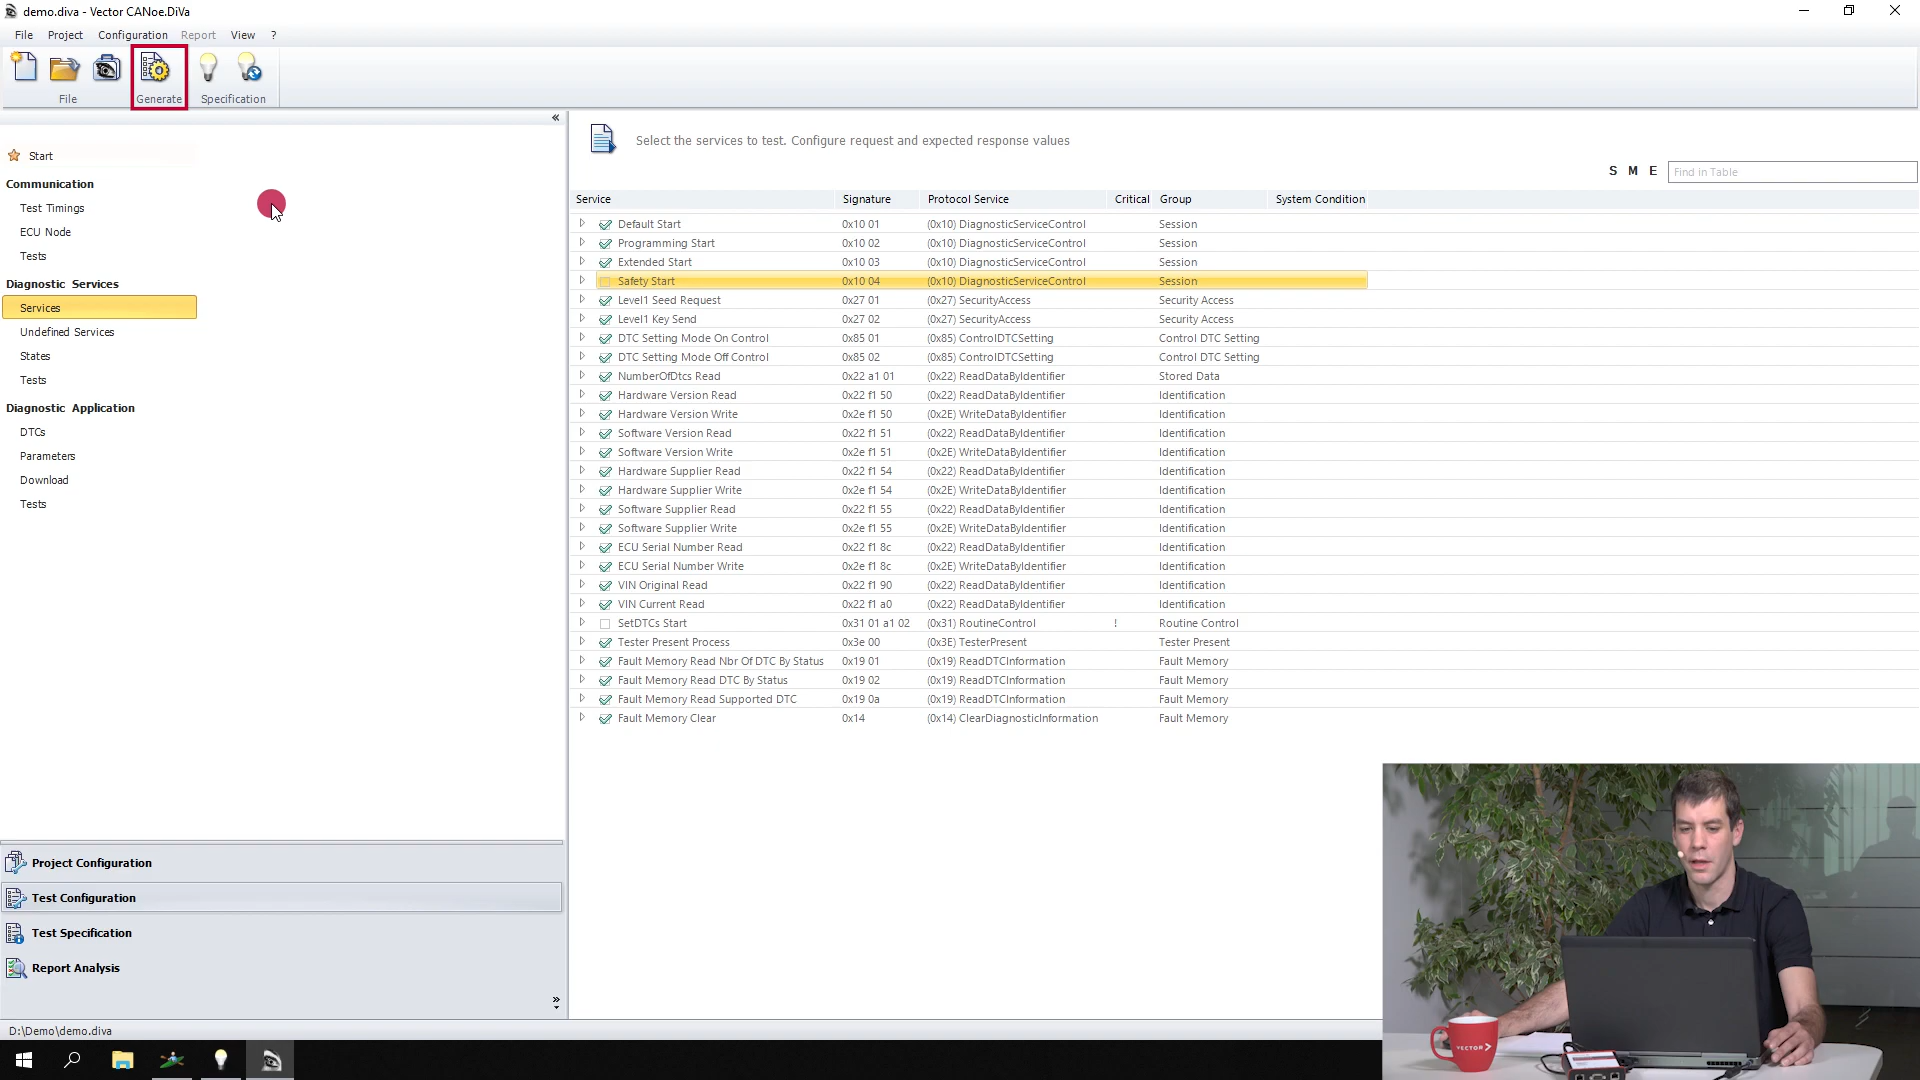 demo.diva - Vector CANoe.DiVa
File Project Configuration Report View ?
File Generate Specification
«
Select the services to test. Configure request and expected response values
S M E Find in Table
Start
Communication
Test Timings
ECU Node
Tests
Diagnostic Services
Services
Undefined Services
States
Tests
Diagnostic Application
DTCs
Parameters
Download
Tests
Service Signature Protocol Service Critical Group System Condition
Default Start 0x10 01 (0x10) DiagnosticServiceControl Session
Programming Start 0x10 02 (0x10) DiagnosticServiceControl Session
Extended Start 0x10 03 (0x10) DiagnosticServiceControl Session
Safety Start 0x10 04 (0x10) DiagnosticServiceControl Session
Level1 Seed Request 0x27 01 (0x27) SecurityAccess Security Access
Level1 Key Send 0x27 02 (0x27) SecurityAccess Security Access
DTC Setting Mode On Control 0x85 01 (0x85) ControlDTCSetting Control DTC Setting
DTC Setting Mode Off Control 0x85 02 (0x85) ControlDTCSetting Control DTC Setting
NumberOfDtcs Read 0x22 a1 01 (0x22) ReadDataByIdentifier Stored Data
Hardware Version Read 0x22 f1 50 (0x22) ReadDataByIdentifier Identification
Hardware Version Write 0x2e f1 50 (0x2E) WriteDataByIdentifier Identification
Software Version Read 0x22 f1 51 (0x22) ReadDataByIdentifier Identification
Software Version Write 0x2e f1 51 (0x2E) WriteDataByIdentifier Identification
Hardware Supplier Read 0x22 f1 54 (0x22) ReadDataByIdentifier Identification
Hardware Supplier Write 0x2e f1 54 (0x2E) WriteDataByIdentifier Identification
Software Supplier Read 0x22 f1 55 (0x22) ReadDataByIdentifier Identification
Software Supplier Write 0x2e f1 55 (0x2E) WriteDataByIdentifier Identification
ECU Serial Number Read 0x22 f1 8c (0x22) ReadDataByIdentifier Identification
ECU Serial Number Write 0x2e f1 8c (0x2E) WriteDataByIdentifier Identification
VIN Original Read 0x22 f1 90 (0x22) ReadDataByIdentifier Identification
VIN Current Read 0x22 f1 a0 (0x22) ReadDataByIdentifier Identification
SetDTCs Start 0x31 01 a1 02 (0x31) RoutineControl ! Routine Control
Tester Present Process 0x3e 00 (0x3E) TesterPresent Tester Present
Fault Memory Read Nbr Of DTC By Status 0x19 01 (0x19) ReadDTCInformation Fault Memory
Fault Memory Read DTC By Status 0x19 02 (0x19) ReadDTCInformation Fault Memory
Fault Memory Read Supported DTC 0x19 0a (0x19) ReadDTCInformation Fault Memory
Fault Memory Clear 0x14 (0x14) ClearDiagnosticInformation Fault Memory
Project Configuration
Test Configuration
Test Specification
Report Analysis
D:\Demo\demo.diva
VECTOR